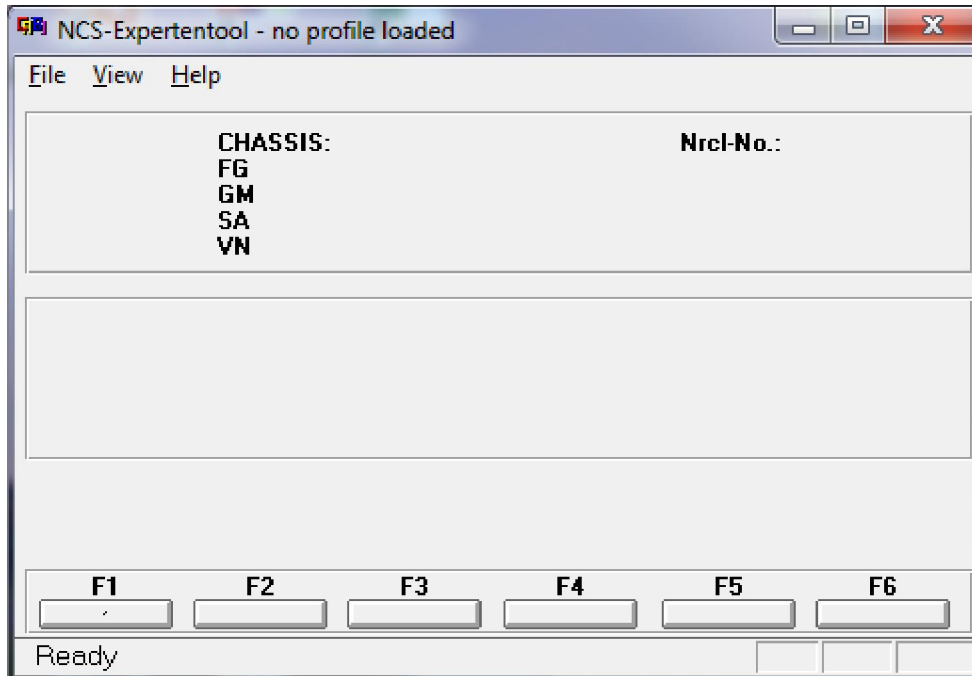 NCS-Expertentool - no profile loaded
File View Help
CHASSIS: Nrcl-No.:
FG
GM
SA
VN
F1 F2 F3 F4 F5 F6
Ready